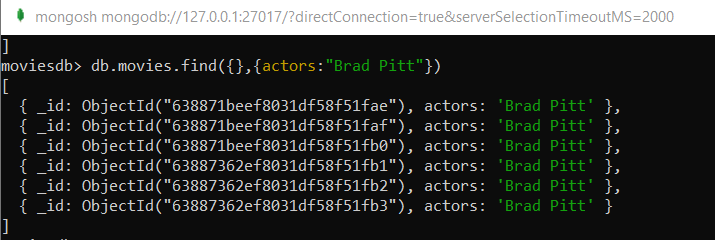 mongosh mongodb://127.0.0.1:27017/?directConnection=true&serverSelectionTimeoutMS=2000
]
moviesdb> db.movies.find({},{actors:"Brad Pitt"})
[
  { _id: ObjectId("638871beef8031df58f51fae"), actors: 'Brad Pitt' },
  { _id: ObjectId("638871beef8031df58f51faf"), actors: 'Brad Pitt' },
  { _id: ObjectId("638871beef8031df58f51fb0"), actors: 'Brad Pitt' },
  { _id: ObjectId("63887362ef8031df58f51fb1"), actors: 'Brad Pitt' },
  { _id: ObjectId("63887362ef8031df58f51fb2"), actors: 'Brad Pitt' },
  { _id: ObjectId("63887362ef8031df58f51fb3"), actors: 'Brad Pitt' }
]